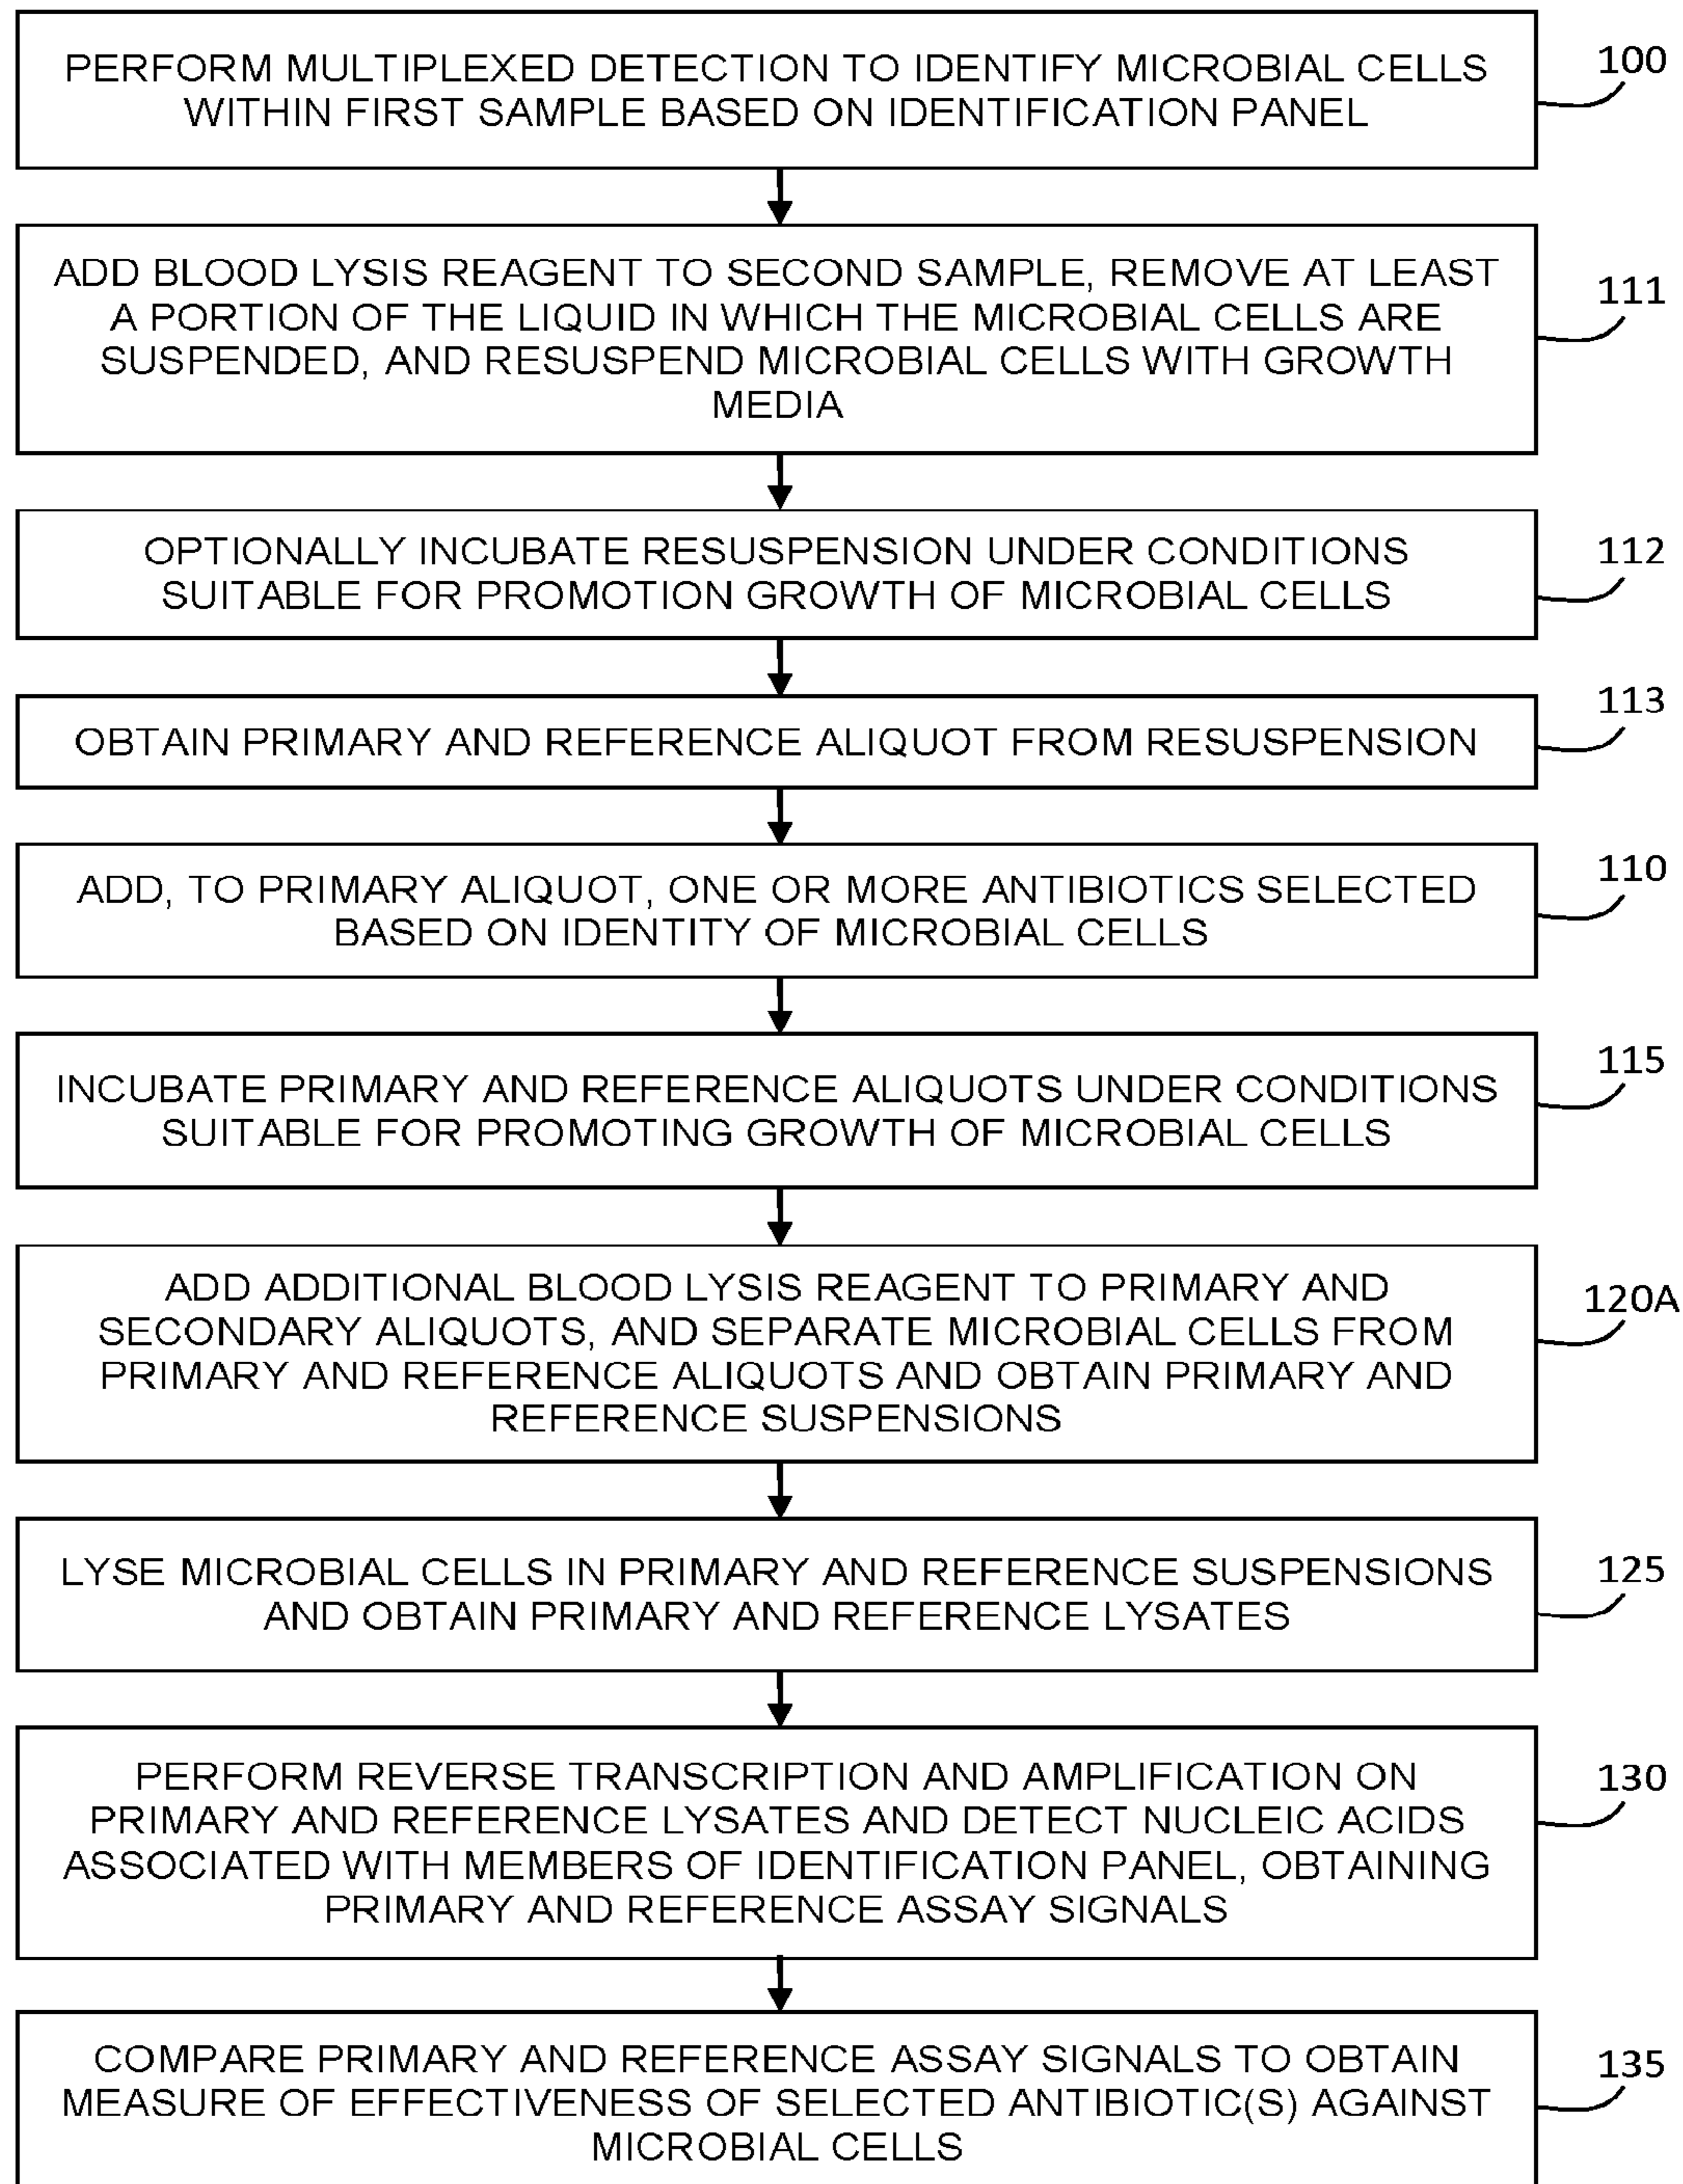 PERFORM MULTIPLEXED DETECTION TO IDENTIFY MICROBIAL CELLS
WITHIN FIRST SAMPLE BASED ON IDENTIFICATION PANEL
100
ADD BLOOD LYSIS REAGENT TO SECOND SAMPLE, REMOVE AT LEAST
A PORTION OF THE LIQUID IN WHICH THE MICROBIAL CELLS ARE
SUSPENDED, AND RESUSPEND MICROBIAL CELLS WITH GROWTH
MEDIA
111
OPTIONALLY INCUBATE RESUSPENSION UNDER CONDITIONS
SUITABLE FOR PROMOTION GROWTH OF MICROBIAL CELLS
112
OBTAIN PRIMARY AND REFERENCE ALIQUOT FROM RESUSPENSION
113
ADD, TO PRIMARY ALIQUOT, ONE OR MORE ANTIBIOTICS SELECTED
BASED ON IDENTITY OF MICROBIAL CELLS
110
INCUBATE PRIMARY AND REFERENCE ALIQUOTS UNDER CONDITIONS
SUITABLE FOR PROMOTING GROWTH OF MICROBIAL CELLS
115
ADD ADDITIONAL BLOOD LYSIS REAGENT TO PRIMARY AND
SECONDARY ALIQUOTS, AND SEPARATE MICROBIAL CELLS FROM
PRIMARY AND REFERENCE ALIQUOTS AND OBTAIN PRIMARY AND
REFERENCE SUSPENSIONS
120A
LYSE MICROBIAL CELLS IN PRIMARY AND REFERENCE SUSPENSIONS
AND OBTAIN PRIMARY AND REFERENCE LYSATES
125
PERFORM REVERSE TRANSCRIPTION AND AMPLIFICATION ON
PRIMARY AND REFERENCE LYSATES AND DETECT NUCLEIC ACIDS
ASSOCIATED WITH MEMBERS OF IDENTIFICATION PANEL, OBTAINING
PRIMARY AND REFERENCE ASSAY SIGNALS
130
COMPARE PRIMARY AND REFERENCE ASSAY SIGNALS TO OBTAIN
MEASURE OF EFFECTIVENESS OF SELECTED ANTIBIOTIC(S) AGAINST
MICROBIAL CELLS
135